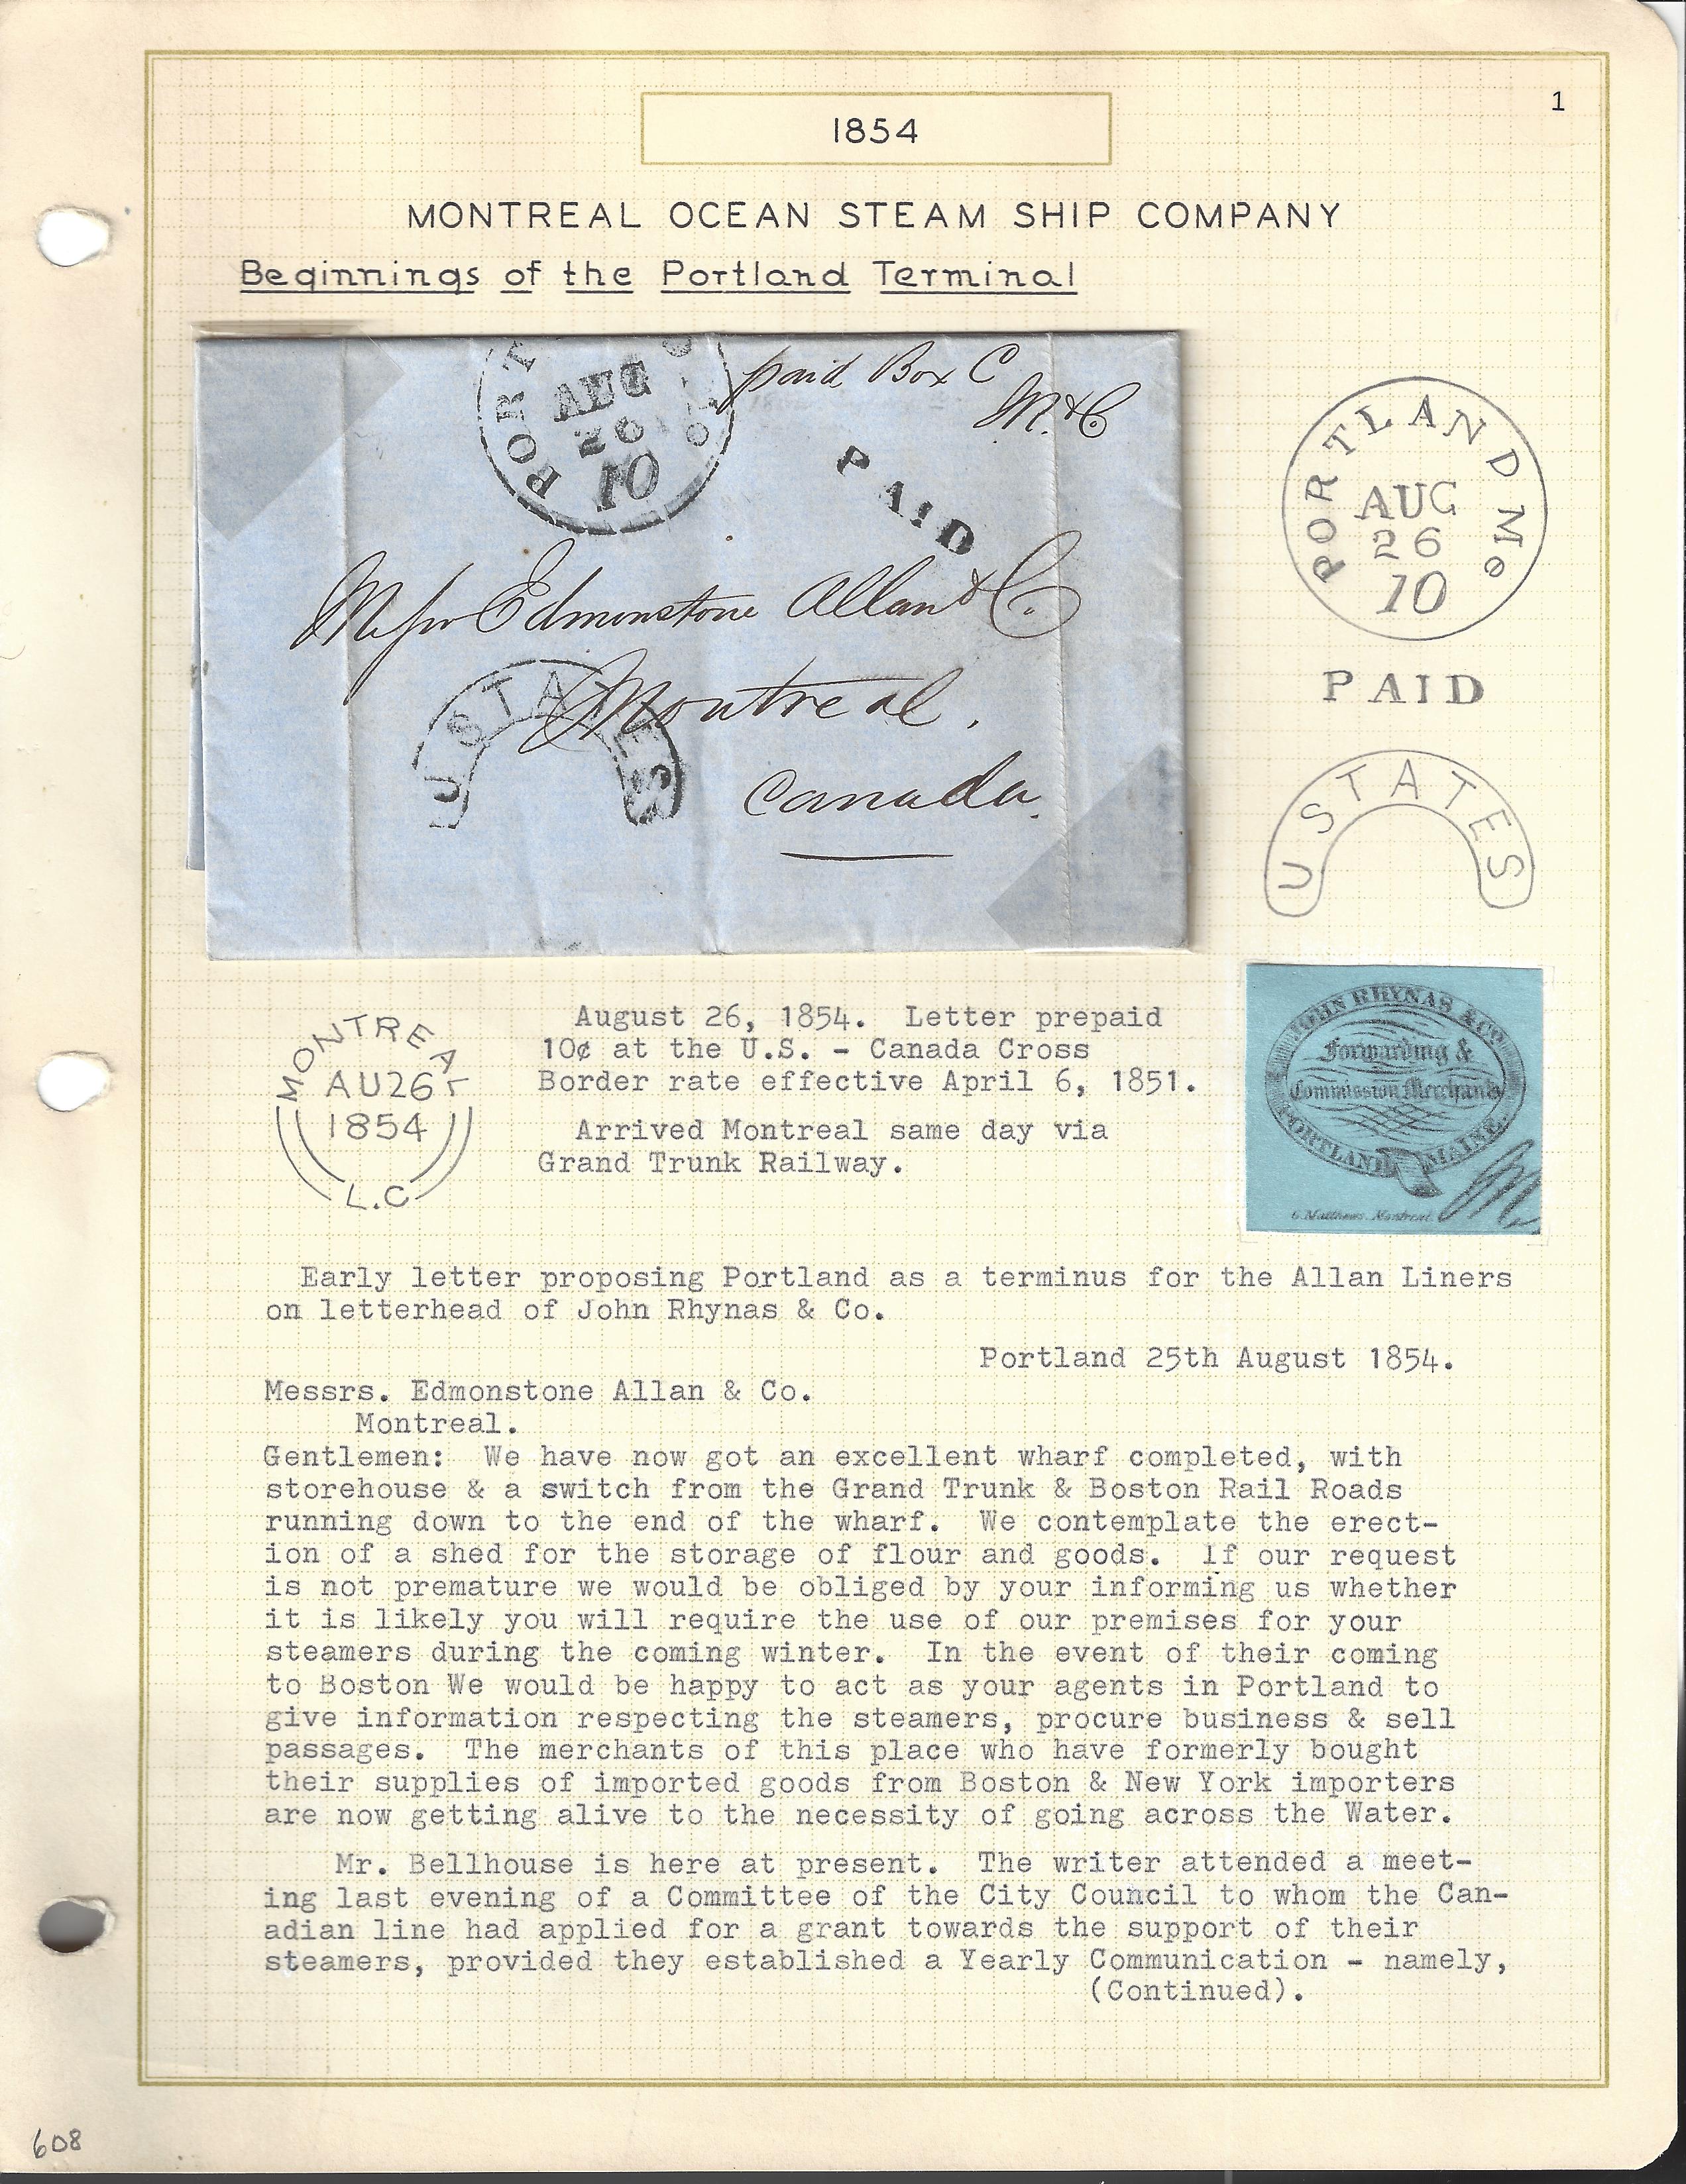 1
1854
MONTREAL OCEAN STEAM SHIP COMPANY
Beginnings of the Portland Terminal
PORT
AUG
26
10
paid Box C
M. & C
PAID
Messrs Edmonstone Allan & Co.
Montreal,
Canada.
U STATES
PORTLAND Me
AUG
26
10
PAID
U STATES
MONTREAL
AU 26
1854
L.C
August 26, 1854. Letter prepaid
10¢ at the U.S. - Canada Cross
Border rate effective April 6, 1851.
Arrived Montreal same day via
Grand Trunk Railway.
JOHN RHYNAS & CO.
Forwarding &
Commission Merchants
PORTLAND MAINE.
G. Matthews. Montreal.
Early letter proposing Portland as a terminus for the Allan Liners
on letterhead of John Rhynas & Co.
Portland 25th August 1854.
Messrs. Edmonstone Allan & Co.
Montreal.
Gentlemen: We have now got an excellent wharf completed, with
storehouse & a switch from the Grand Trunk & Boston Rail Roads
running down to the end of the wharf. We contemplate the erect-
ion of a shed for the storage of flour and goods. If our request
is not premature we would be obliged by your informing us whether
it is likely you will require the use of our premises for your
steamers during the coming winter. In the event of their coming
to Boston We would be happy to act as your agents in Portland to
give information respecting the steamers, procure business & sell
passages. The merchants of this place who have formerly bought
their supplies of imported goods from Boston & New York importers
are now getting alive to the necessity of going across the Water.
Mr. Bellhouse is here at present. The writer attended a meet-
ing last evening of a Committee of the City Council to whom the Can-
adian line had applied for a grant towards the support of their
steamers, provided they established a Yearly Communication - namely,
(Continued).
608